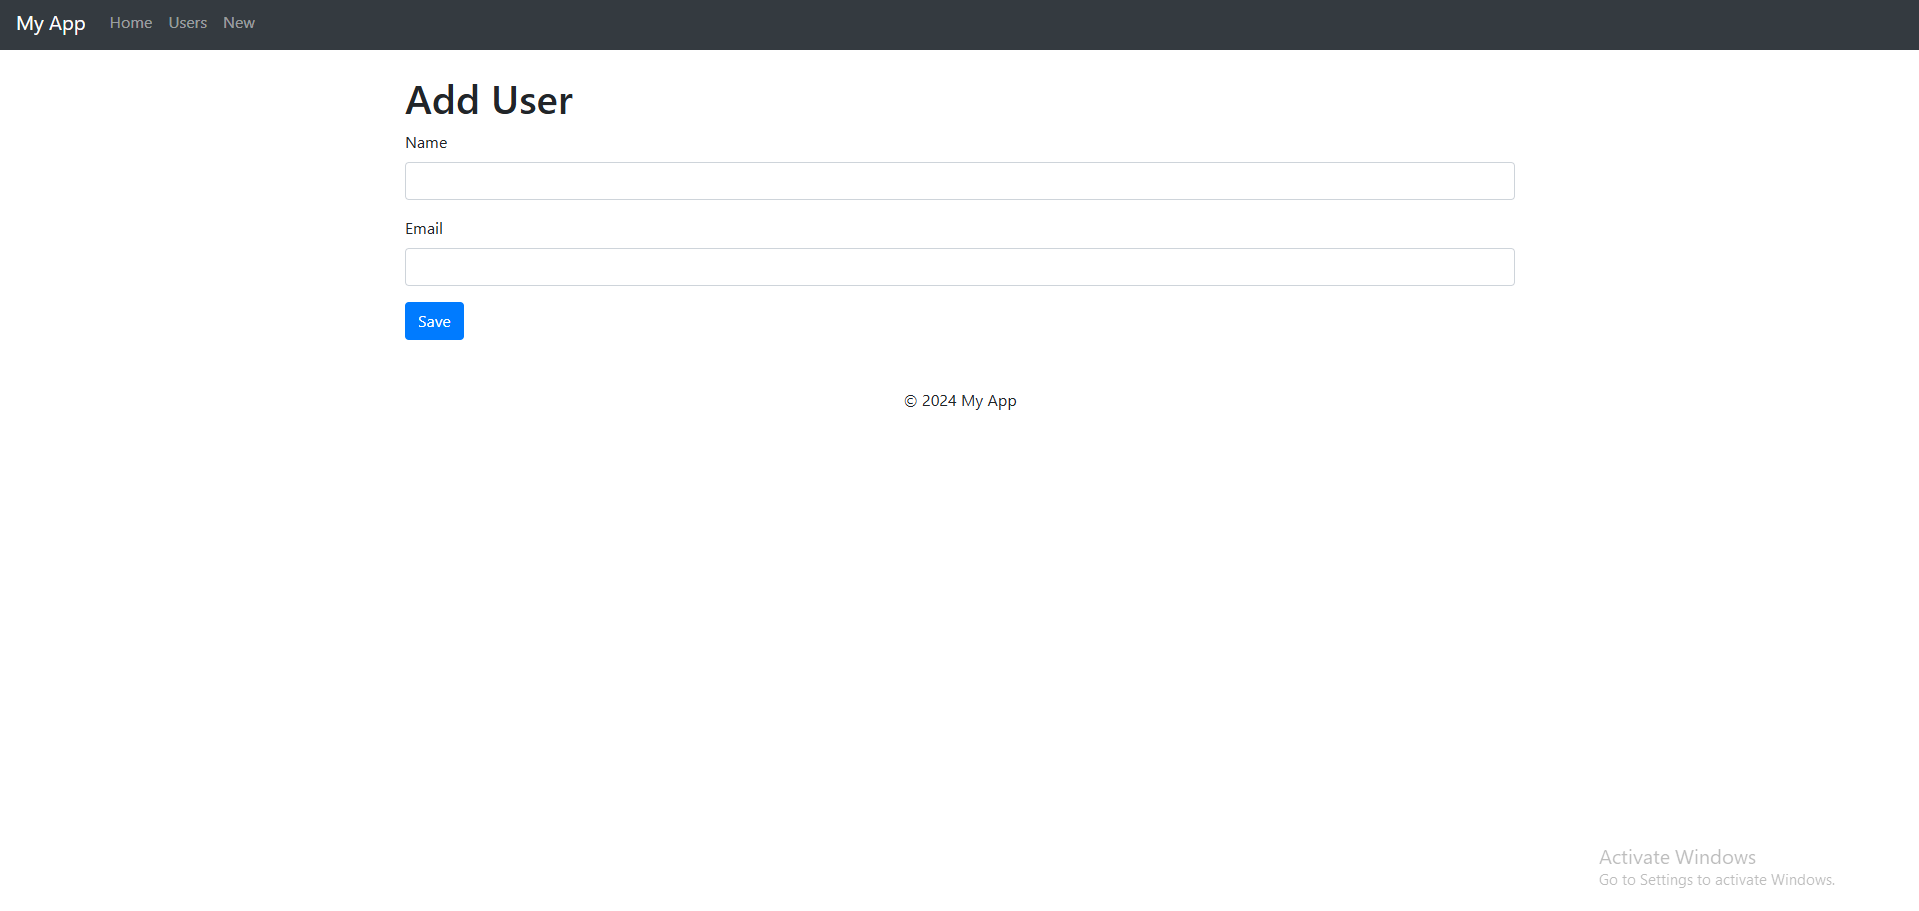 My App Home Users New
Add User
Name
Email
Save
© 2024 My App
Activate Windows
Go to Settings to activate Windows.